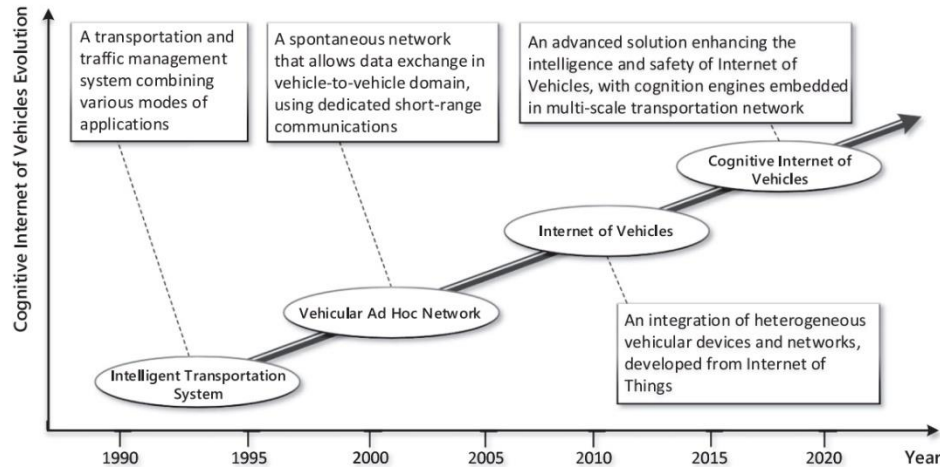 Cognitive Internet of Vehicles Evolution
A transportation and
traffic management
system combining
various modes of
applications
A spontaneous network
that allows data exchange in
vehicle-to-vehicle domain,
using dedicated short-range
communications
An advanced solution enhancing the
intelligence and safety of Internet of
Vehicles, with cognition engines embedded
in multi-scale transportation network
Cognitive Internet of
Vehicles
Internet of Vehicles
Vehicular Ad Hoc Network
An integration of heterogeneous
vehicular devices and networks,
developed from Internet of
Things
Intelligent Transportation
System
1990 1995 2000 2005 2010 2015 2020 Year